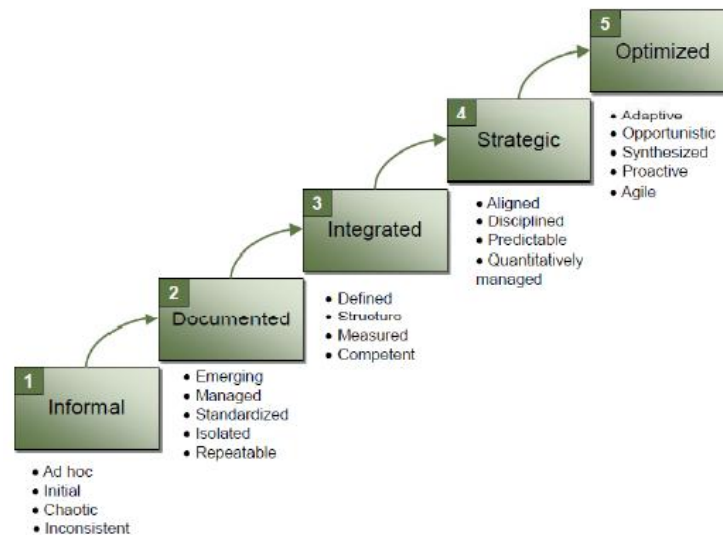 1
Informal
• Ad hoc
• Initial
• Chaotic
• Inconsistent
2
Documented
• Emerging
• Managed
• Standardized
• Isolated
• Repeatable
3
Integrated
• Defined
• Structure
• Measured
• Competent
4
Strategic
• Aligned
• Disciplined
• Predictable
• Quantitatively
managed
5
Optimized
• Adaptive
• Opportunistic
• Synthesized
• Proactive
• Agile